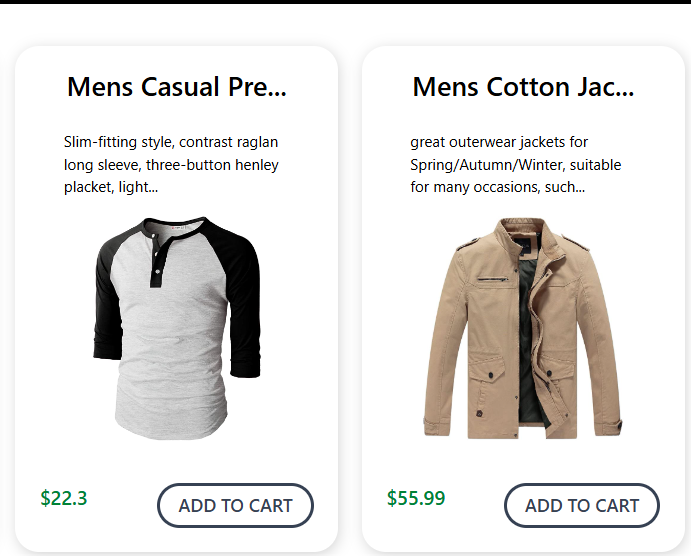 Mens Casual Pre...
Slim-fitting style, contrast raglan
long sleeve, three-button henley
placket, light...
$22.3
ADD TO CART
Mens Cotton Jac...
great outerwear jackets for
Spring/Autumn/Winter, suitable
for many occasions, such...
$55.99
ADD TO CART